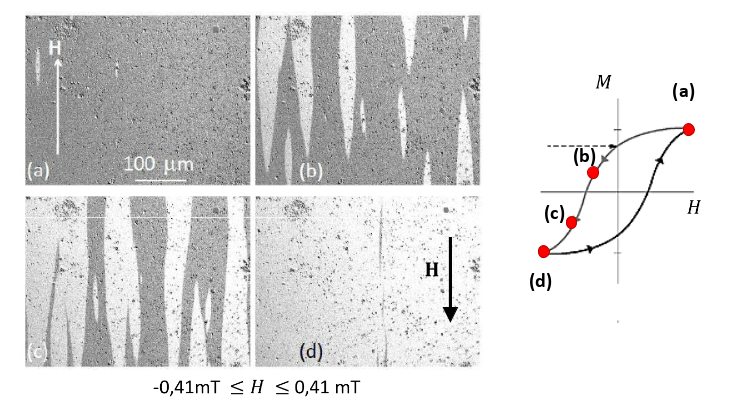 H
(a)
100 μm
(b)
(c)
H
(d)
-0,41mT ≤ H ≤ 0,41 mT
M
(a)
(b)
(c)
H
(d)